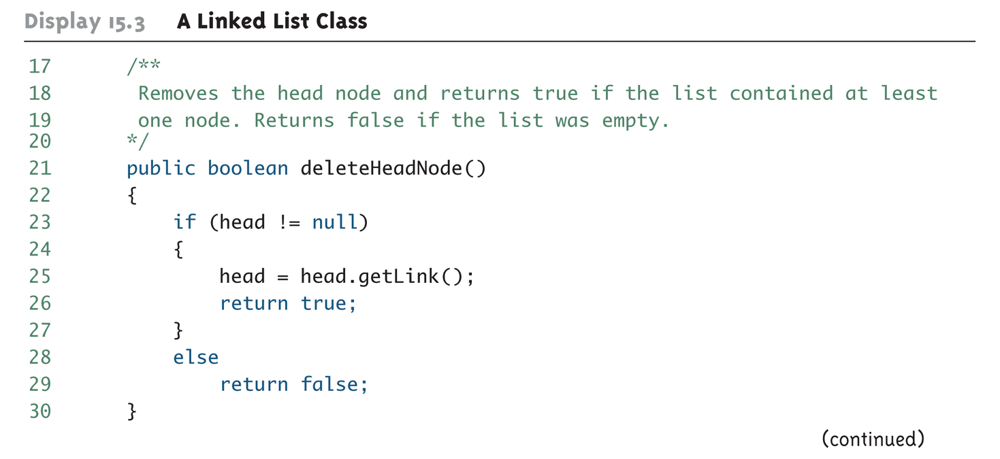 Display 15.3 A Linked List Class
17 /**
18 Removes the head node and returns true if the list contained at least
19 one node. Returns false if the list was empty.
20 */
21 public boolean deleteHeadNode()
22 {
23 if (head != null)
24 {
25 head = head.getLink();
26 return true;
27 }
28 else
29 return false;
30 }
(continued)